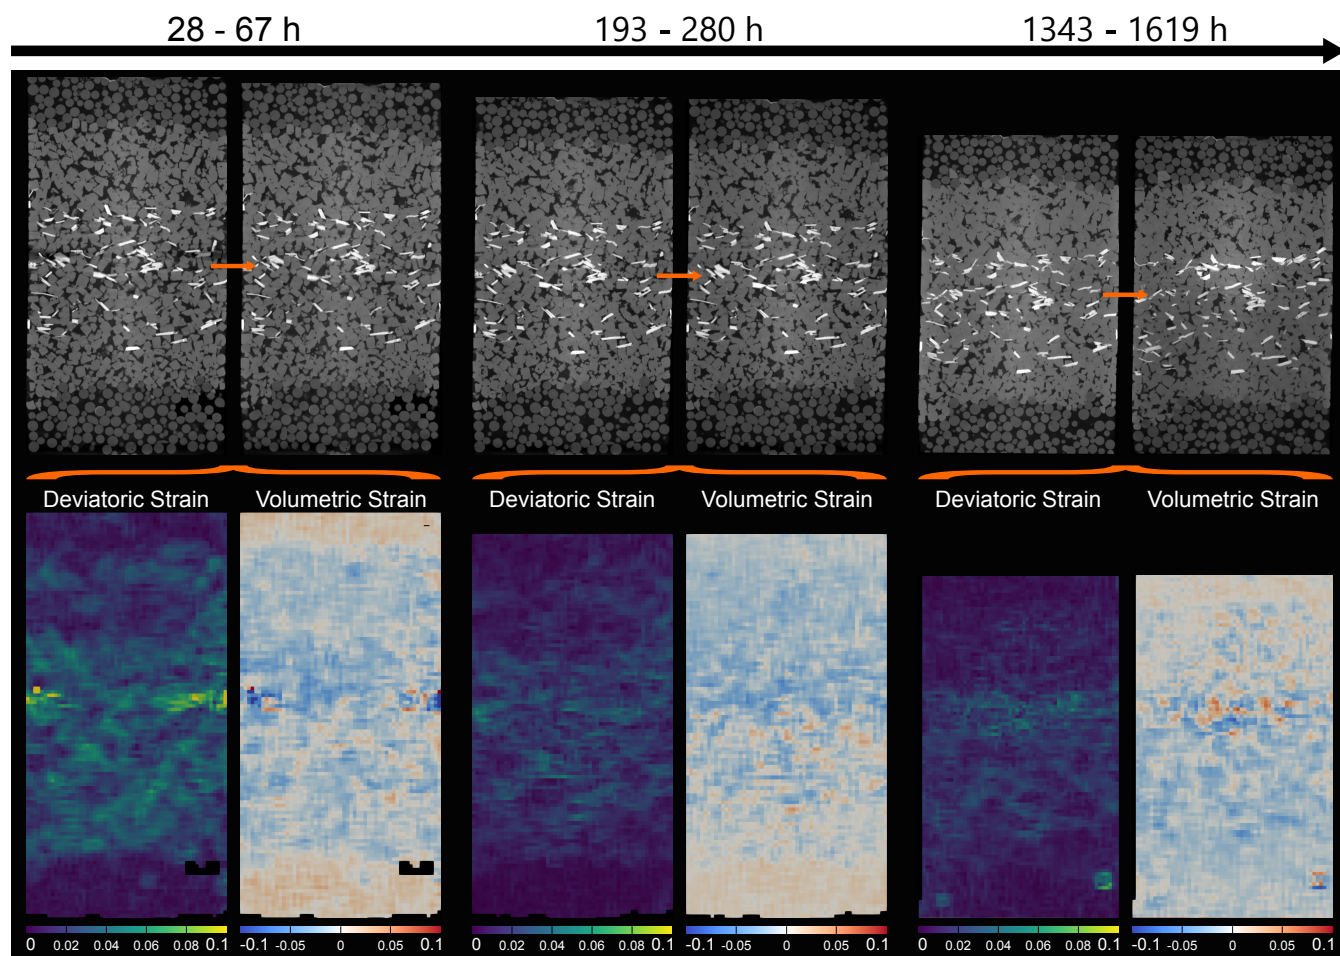 28 - 67 h 193 - 280 h 1343 - 1619 h
Deviatoric Strain Volumetric Strain Deviatoric Strain Volumetric Strain Deviatoric Strain Volumetric Strain
0 0.02 0.04 0.06 0.08 0.1 -0.1 -0.05 0 0.05 0.1 0 0.02 0.04 0.06 0.08 0.1 -0.1 -0.05 0 0.05 0.1 0 0.02 0.04 0.06 0.08 0.1 -0.1 -0.05 0 0.05 0.1